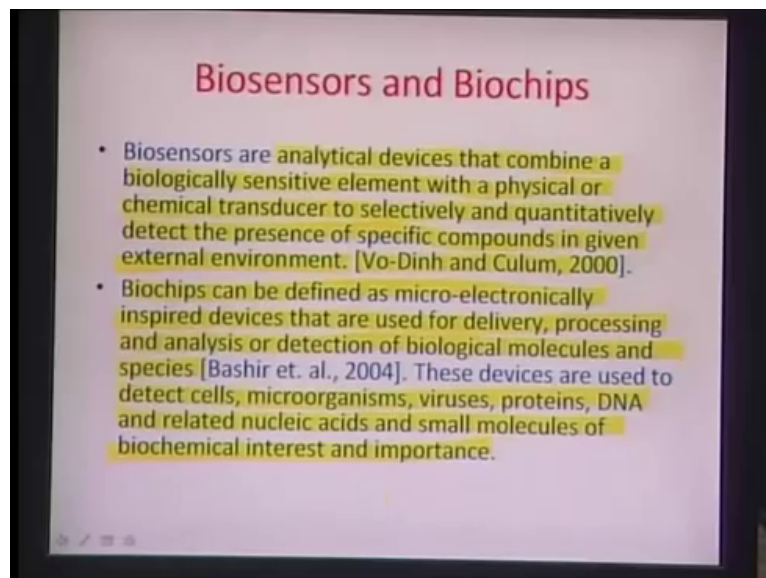 Biosensors and Biochips
• Biosensors are analytical devices that combine a
biologically sensitive element with a physical or
chemical transducer to selectively and quantitatively
detect the presence of specific compounds in given
external environment. [Vo-Dinh and Culum, 2000].
• Biochips can be defined as micro-electronically
inspired devices that are used for delivery, processing
and analysis or detection of biological molecules and
species [Bashir et. al., 2004]. These devices are used to
detect cells, microorganisms, viruses, proteins, DNA
and related nucleic acids and small molecules of
biochemical interest and importance.